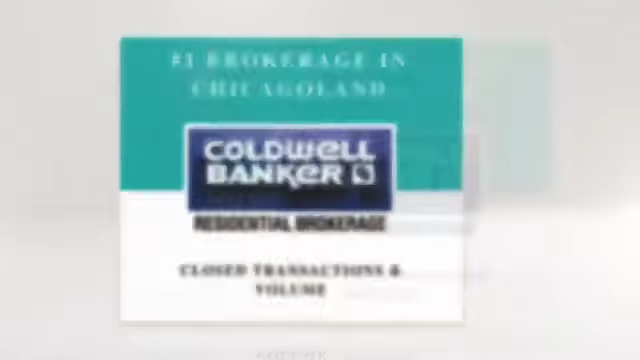 #1 BROKERAGE IN
CHICAGOLAND
COLDWELL
BANKER
RESIDENTIAL BROKERAGE
CLOSED TRANSACTIONS &
VOLUME